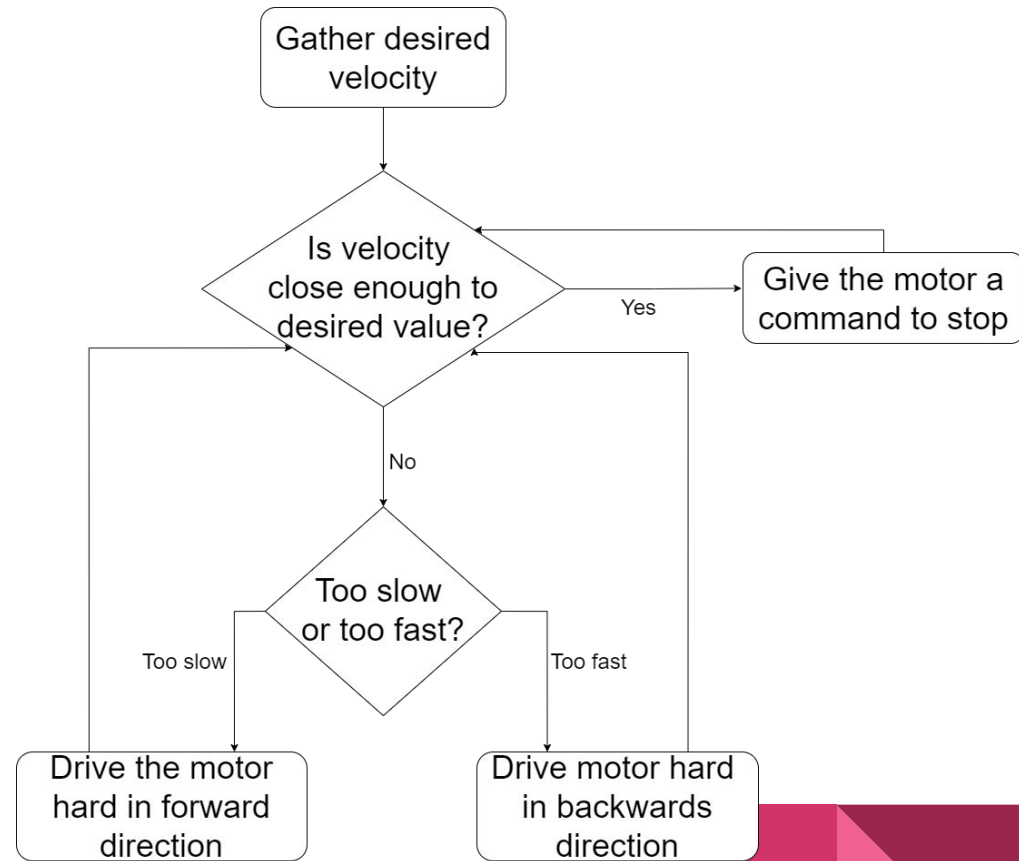 Gather desired
velocity
Is velocity
close enough to
desired value?
Yes
Give the motor a
command to stop
No
Too slow
or too fast?
Too slow
Too fast
Drive the motor
hard in forward
direction
Drive motor hard
in backwards
direction